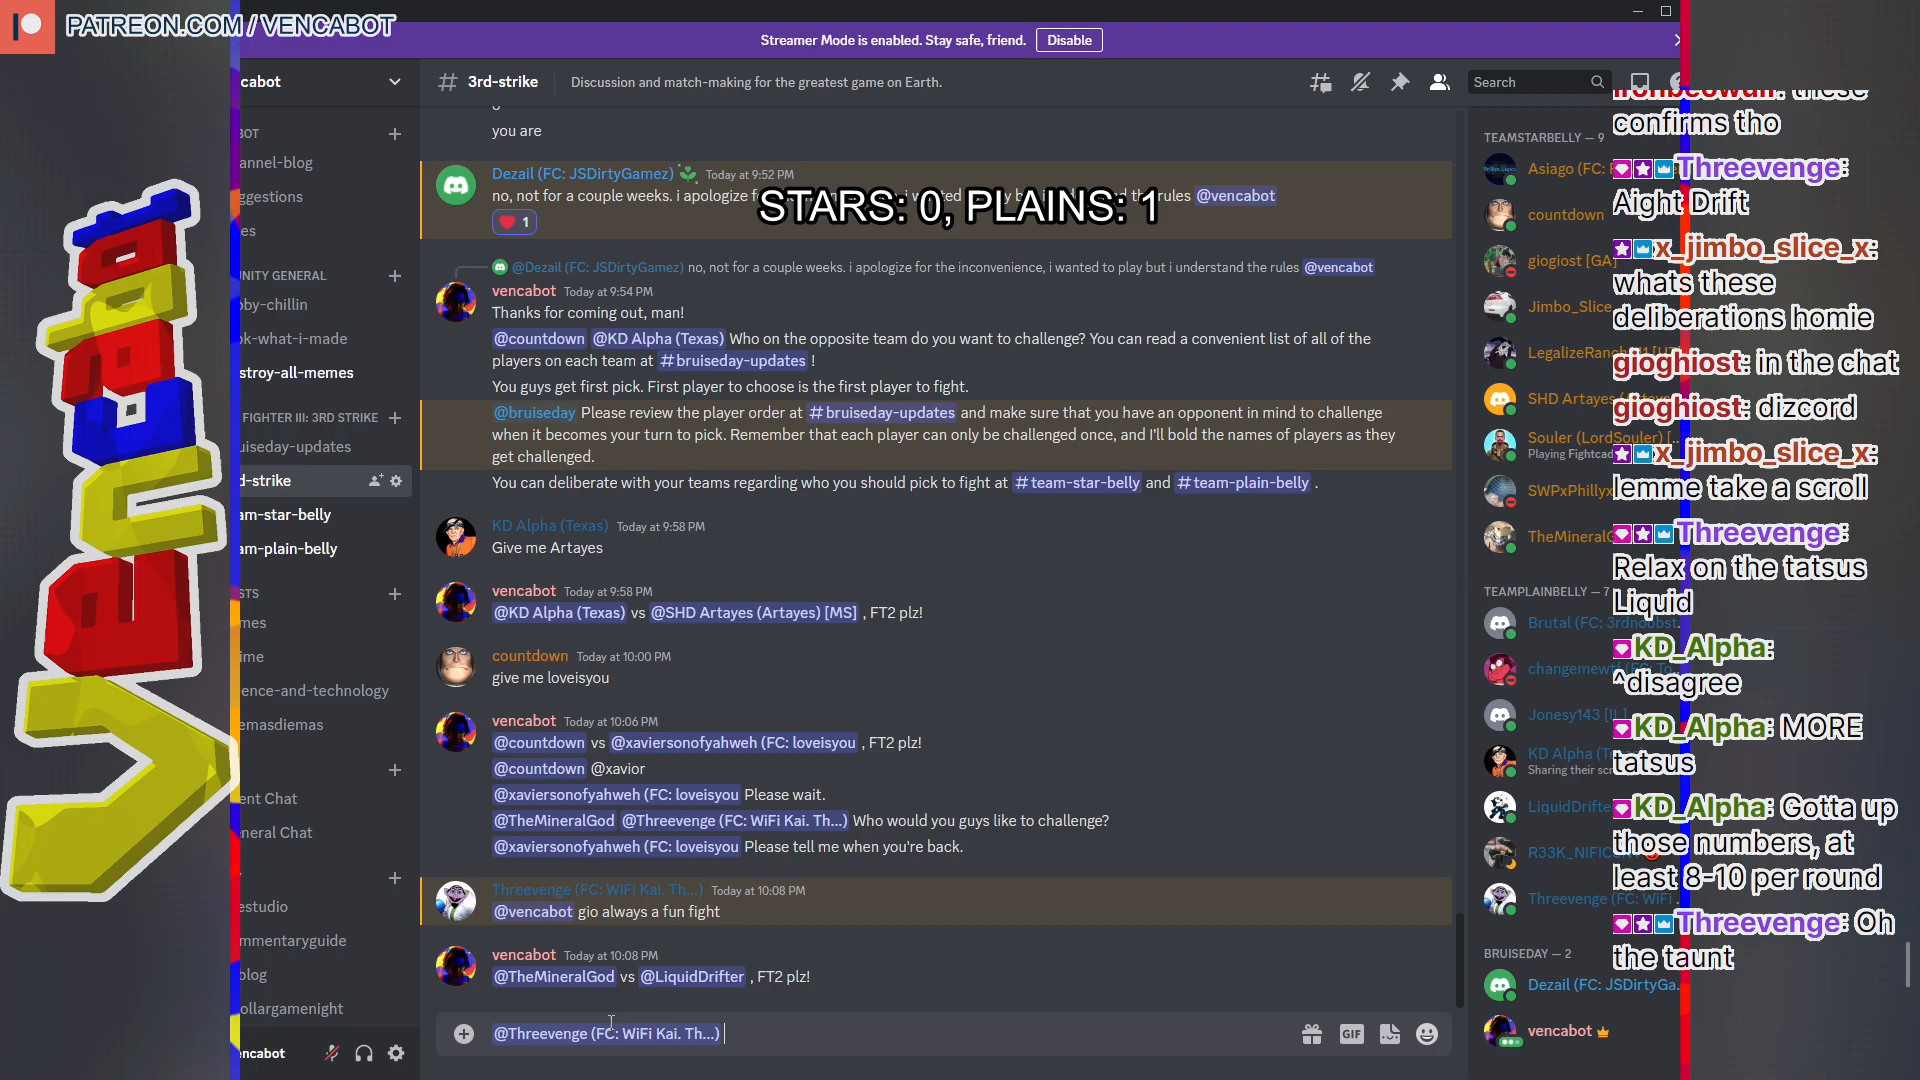 PATREON.COM / VENCABOT
Streamer Mode is enabled. Stay safe, friend.
Disable
cabot
# 3rd-strike
Discussion and match-making for the greatest game on Earth.
Search
BOT
annel-blog
ggestions
es
NITY GENERAL
by-chillin
ok-what-i-made
stroy-all-memes
FIGHTER III: 3RD STRIKE
uiseday-updates
d-strike
am-star-belly
am-plain-belly
STS
mes
ime
ence-and-technology
emasdiemas
ent Chat
neral Chat
estudio
mmentaryguide
blog
ollargamenight
encabot
vencabot
you are
Dezail (FC: JSDirtyGamez) Today at 9:52 PM
no, not for a couple weeks. i apologize
rules @vencabot
1
STARS: 0, PLAINS: 1
@Dezail (FC: JSDirtyGamez) no, not for a couple weeks. i apologize for the inconvenience, i wanted to play but i understand the rules @vencabot
vencabot Today at 9:54 PM
Thanks for coming out, man!
@countdown @KD Alpha (Texas) Who on the opposite team do you want to challenge? You can read a convenient list of all of the
players on each team at # bruiseday-updates !
You guys get first pick. First player to choose is the first player to fight.
@bruiseday Please review the player order at # bruiseday-updates and make sure that you have an opponent in mind to challenge
when it becomes your turn to pick. Remember that each player can only be challenged once, and I'll bold the names of players as they
get challenged.
You can deliberate with your teams regarding who you should pick to fight at # team-star-belly and # team-plain-belly .
KD Alpha (Texas) Today at 9:58 PM
Give me Artayes
vencabot Today at 9:58 PM
@KD Alpha (Texas) vs @SHD Artayes (Artayes) [MS] , FT2 plz!
countdown Today at 10:00 PM
give me loveisyou
vencabot Today at 10:06 PM
@countdown vs @xaviersonofyahweh (FC: loveisyou , FT2 plz!
@countdown @xavior
@xaviersonofyahweh (FC: loveisyou Please wait.
@TheMineralGod @Threevenge (FC: WiFi Kai. Th...) Who would you guys like to challenge?
@xaviersonofyahweh (FC: loveisyou Please tell me when you're back.
Threevenge (FC: WiFi Kai. Th...) Today at 10:08 PM
@vencabot gio always a fun fight
vencabot Today at 10:08 PM
@TheMineralGod vs @LiquidDrifter , FT2 plz!
@Threevenge (FC: WiFi Kai. Th...)
GIF
TEAMSTARBELLY — 9
Asiago (FC:
countdown
giogiost [GA]
Jimbo_Slice
LegalizeRanch
SHD Artayes
Souler (LordSouler) [...
Playing Fightcad
SWPxPhillyx
TheMineralG
TEAMPLAINBELLY — 7
Brutal (FC: 3rdnoobst...
changemewtf (FC: To
Jonesy143 [IL]
KD Alpha (Te
Sharing their scr
LiquidDrifte
R33K_NIFIC
Threevenge (FC: WiFi ...
BRUISEDAY — 2
Dezail (FC: JSDirtyGa...
vencabot
ironbeowulf: these
confirms tho
Threevenge:
Aight Drift
x_jimbo_slice_x:
whats these
deliberations homie
gioghiost: in the chat
gioghiost: dizcord
x_jimbo_slice_x:
lemme take a scroll
Threevenge:
Relax on the tatsus
Liquid
KD_Alpha:
^disagree
KD_Alpha: MORE
tatsus
KD_Alpha: Gotta up
those numbers, at
least 8-10 per round
Threevenge: Oh
the taunt